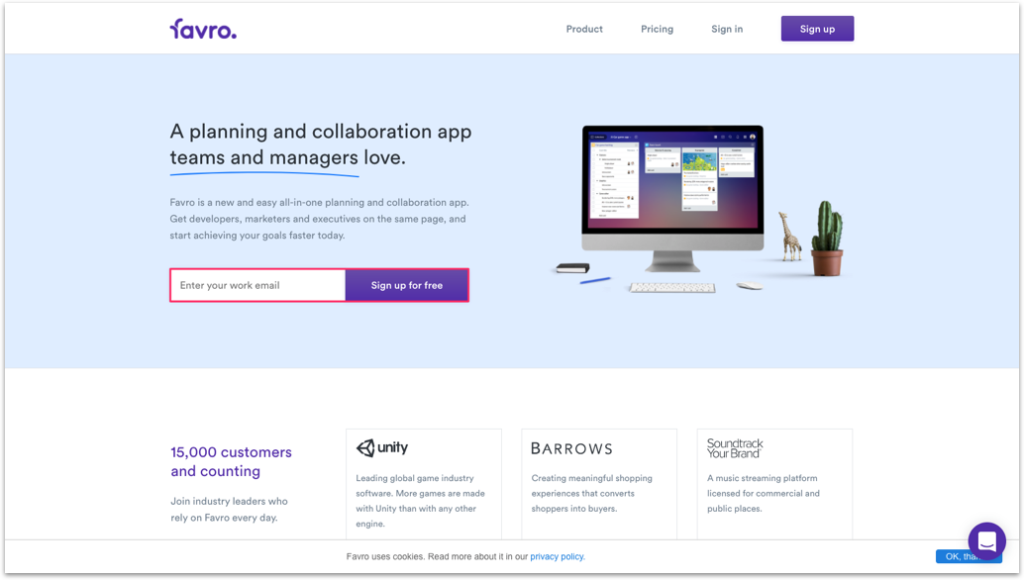 favro.
Product
Pricing
Sign in
Sign up
A planning and collaboration app
teams and managers love.
Favro is a new and easy all-in-one planning and collaboration app.
Get developers, marketers and executives on the same page, and
start achieving your goals faster today.
Enter your work email
Sign up for free
15,000 customers
and counting
Join industry leaders who
rely on Favro every day.
unity
Leading global game industry
software. More games are made
with Unity than with any other
engine.
BARROWS
Creating meaningful shopping
experiences that converts
shoppers into buyers.
Soundtrack
Your Brand
A music streaming platform
licensed for commercial and
public places.
Favro uses cookies. Read more about it in our privacy policy.
OK,